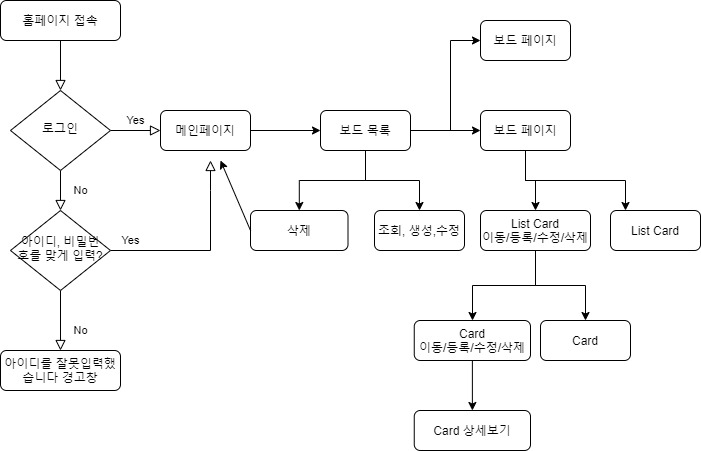 홈페이지 접속
보드 페이지
로그인
Yes
메인페이지
보드 목록
보드 페이지
No
아이디, 비밀번
호를 맞게 입력?
Yes
삭제
조회, 생성,수정
List Card
이동/등록/수정/삭제
List Card
No
아이디를 잘못입력했
습니다 경고창
Card
이동/등록/수정/삭제
Card
Card 상세보기